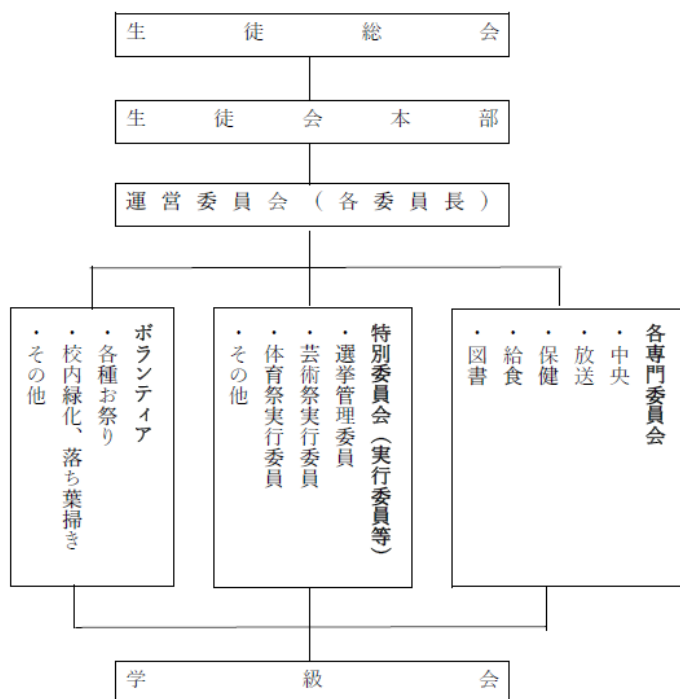 生徒総会
生徒会本部
運営委員会(各委員長)
各専門委員会
・中央
・放送
・保健
・給食
・図書
特別委員会(実行委員等)
・選挙管理委員
・芸術祭実行委員
・体育祭実行委員
・その他
ボランティア
・各種お祭り
・校内緑化、落ち葉掃き
・その他
学級会